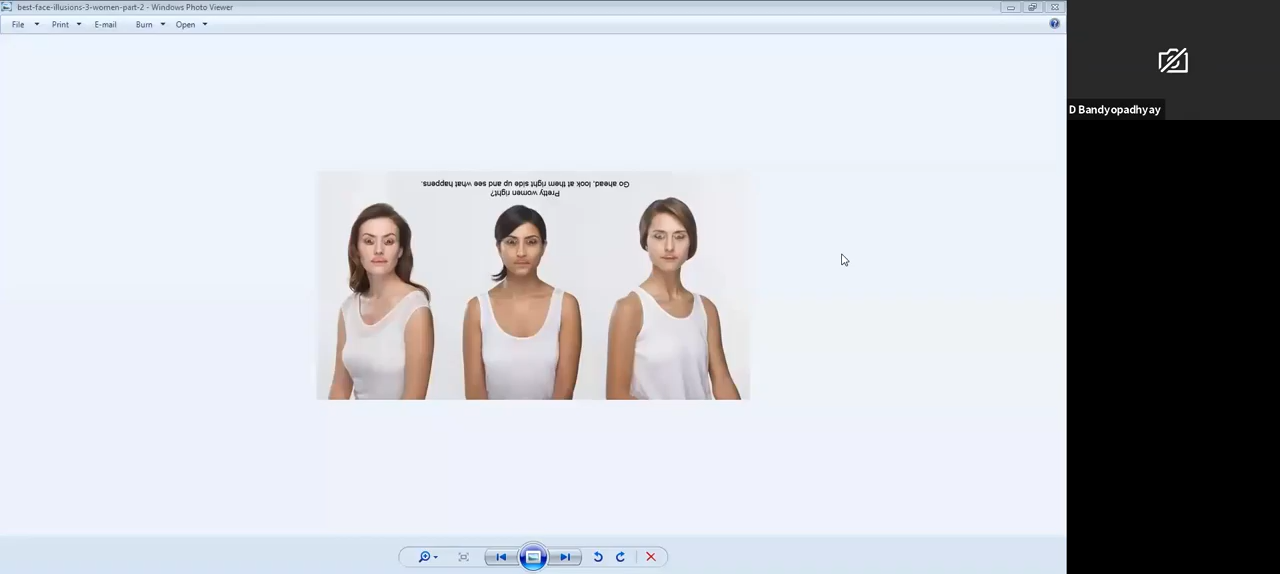 best-face-illusions-3-women-part-2 - Windows Photo Viewer
File Print E-mail Burn Open
D Bandyopadhyay
Pretty women right?
Go ahead, look at them right side up and see what happens.